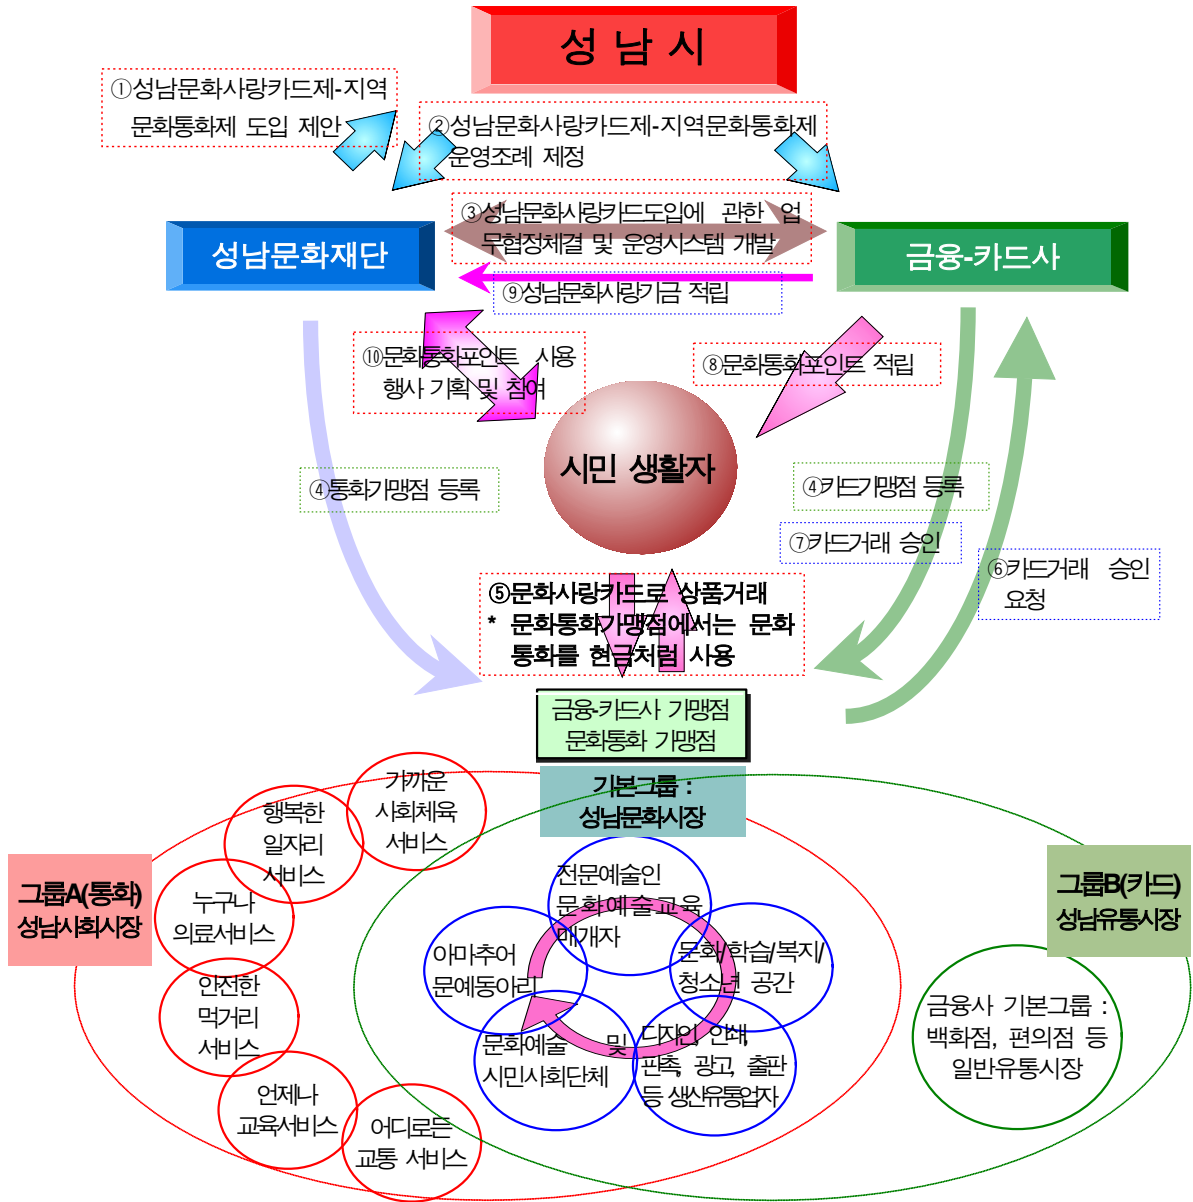 성 남 시
①성남문화사랑카드제-지역
문화통화제 도입 제안
②성남문화사랑카드제-지역문화통화제
운영조례 제정
③성남문화사랑카드도입에 관한 업
무협정체결 및 운영시스템 개발
성남문화재단
금융-카드사
⑨성남문화사랑기금 적립
⑩문화통화포인트 사용
행사 기획 및 참여
⑧문화통화포인트 적립
시민 생활자
④통화가맹점 등록
④카드가맹점 등록
⑦카드거래 승인
⑥카드거래 승인
요청
⑤문화사랑카드로 상품거래
* 문화통화가맹점에서는 문화
통화를 현금처럼 사용
금융-카드사 가맹점
문화통화 가맹점
기본그룹 :
성남문화시장
그룹A(통화)
성남사회시장
그룹B(카드)
성남유통시장
가까운
사회체육
서비스
행복한
일자리
서비스
누구나
의료서비스
안전한
먹거리
서비스
언제나
교육서비스
어디로든
교통 서비스
전문예술인
문화예술교육
매개자
아마추어
문예동아리
문화/학습/복지/
청소년 공간
문화예술 및
시민사회단체
디자인, 인쇄,
판촉, 광고, 출판
등 생산유통업자
금융사 기본그룹 :
백화점, 편의점 등
일반유통시장